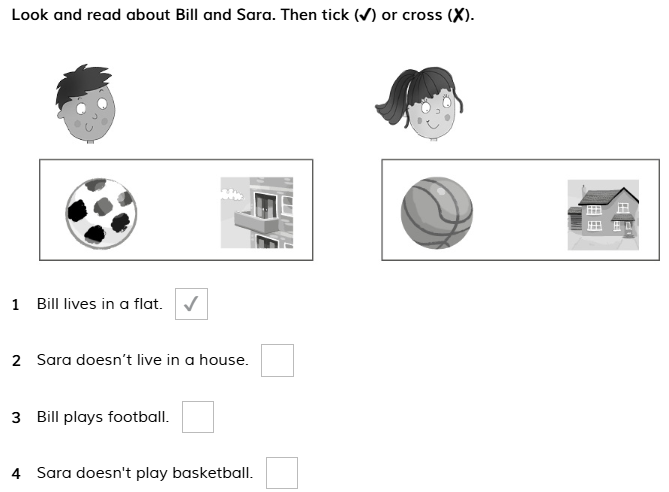 Look and read about Bill and Sara. Then tick (✓) or cross (✗).
1 Bill lives in a flat. ✓
2 Sara doesn’t live in a house.
3 Bill plays football.
4 Sara doesn't play basketball.